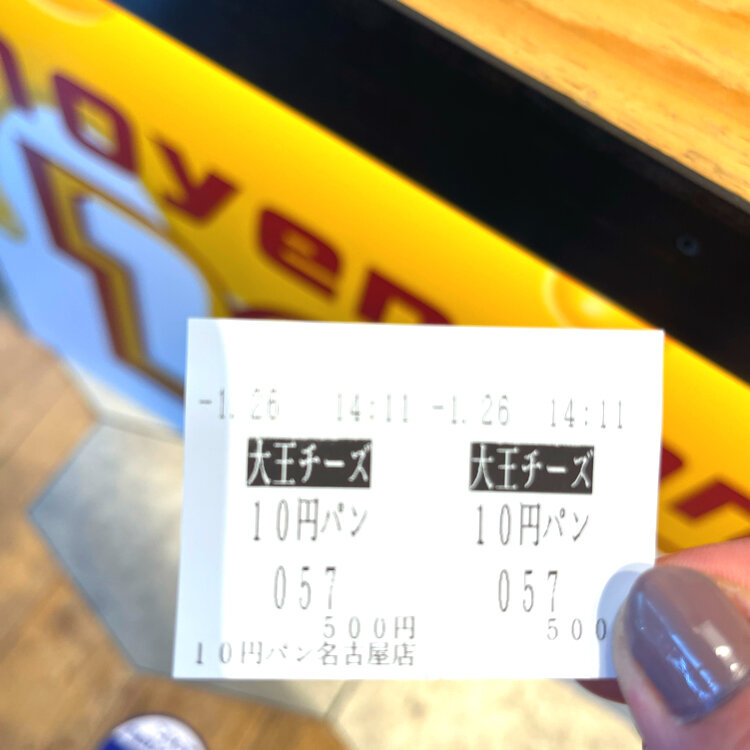 -1.26 14:11 -1.26 14:11
大王チーズ 大王チーズ
10円パン 10円パン
057 057
500円 500
10円パン名古屋店